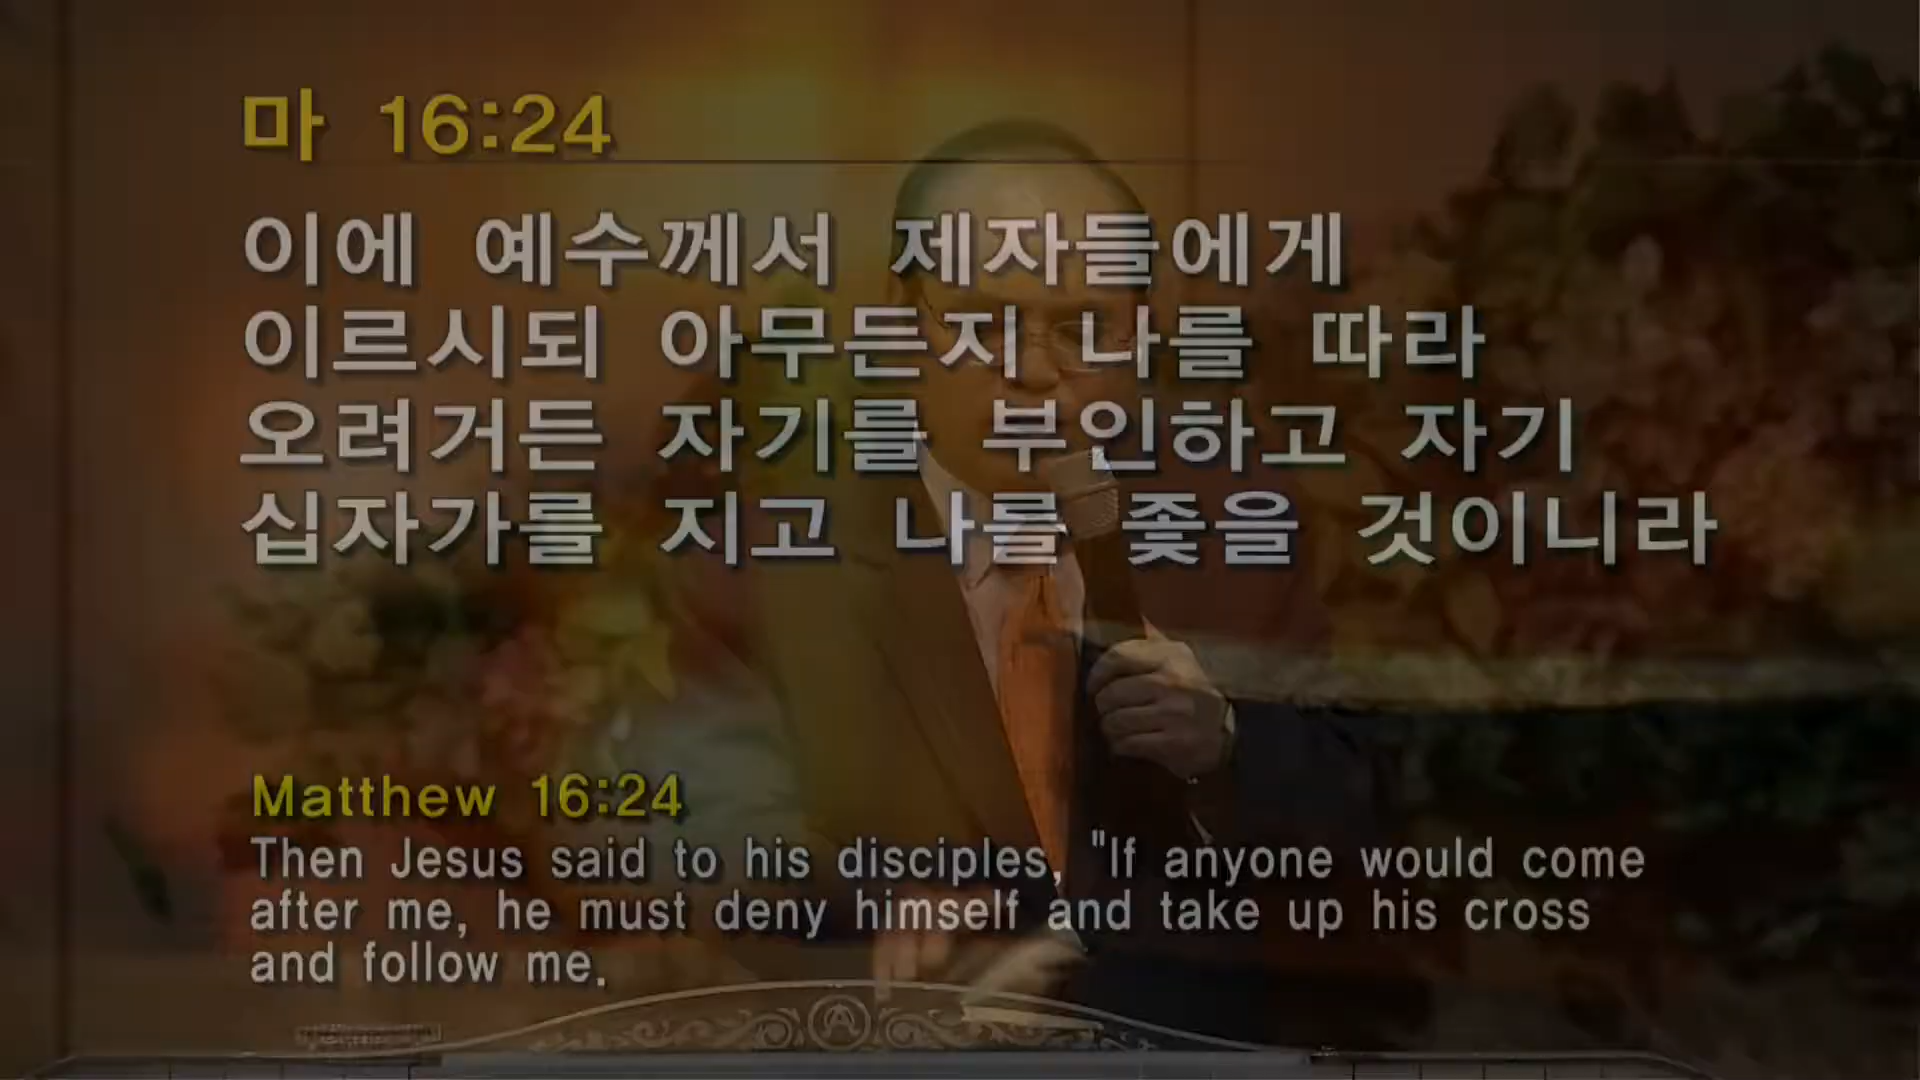 마 16:24
이에 예수께서 제자들에게
이르시되 아무든지 나를 따라
오려거든 자기를 부인하고 자기
십자가를 지고 나를 좇을 것이니라
Matthew 16:24
Then Jesus said to his disciples, "If anyone would come
after me, he must deny himself and take up his cross
and follow me.